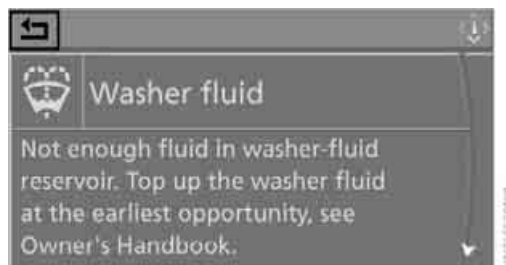 Washer fluid
Not enough fluid in washer-fluid
reservoir. Top up the washer fluid
at the earliest opportunity, see
Owner's Handbook.